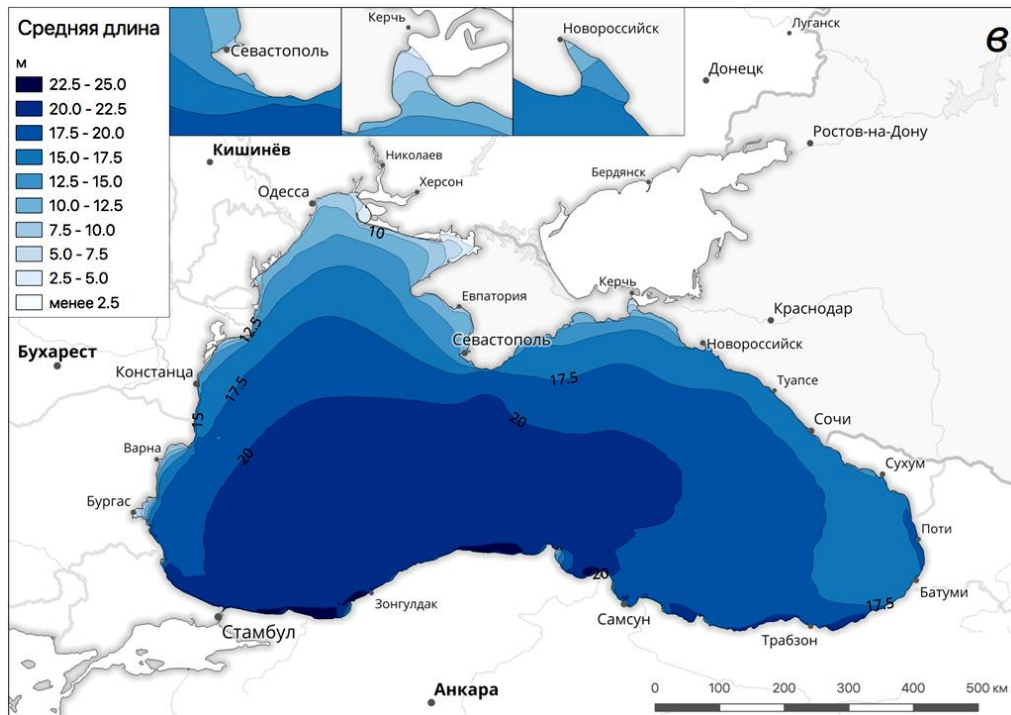 Средняя длина
м
22.5 - 25.0
20.0 - 22.5
17.5 - 20.0
15.0 - 17.5
12.5 - 15.0
10.0 - 12.5
7.5 - 10.0
5.0 - 7.5
2.5 - 5.0
менее 2.5
Севастополь
Керчь
Новороссийск
в
Луганск
Донецк
Ростов-на-Дону
Кишинёв
Николаев
Херсон
Бердянск
Одесса
10
Керчь
Евпатория
Краснодар
Бухарест
12.5
Севастополь
Новороссийск
Констанца
17.5
17.5
Туапсе
15
20
Сочи
Варна
20
Сухум
Бургас
Поти
20
Батуми
Зонгулдак
17.5
Самсун
Стамбул
Трабзон
Анкара
0 100 200 300 400 500 км